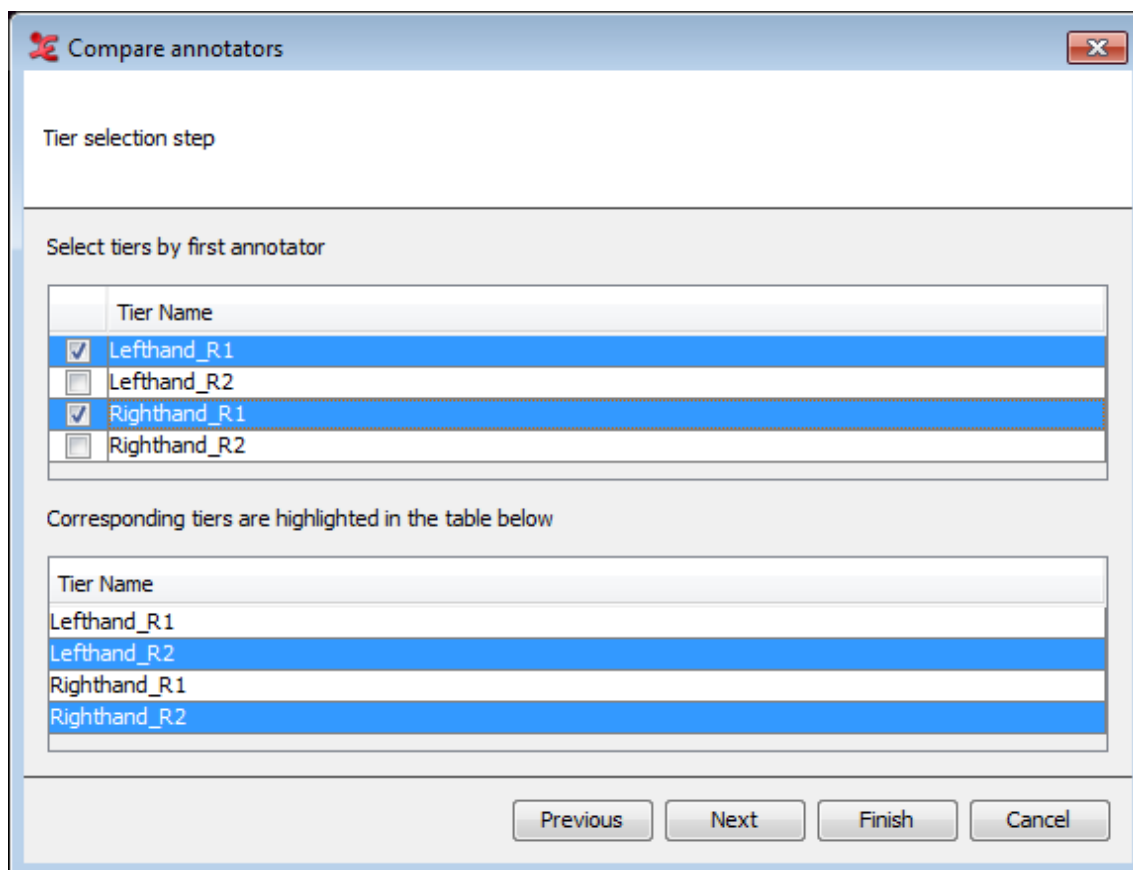 Compare annotators
Tier selection step
Select tiers by first annotator
Tier Name
Lefthand_R1
Lefthand_R2
Righthand_R1
Righthand_R2
Corresponding tiers are highlighted in the table below
Tier Name
Lefthand_R1
Lefthand_R2
Righthand_R1
Righthand_R2
Previous Next Finish Cancel